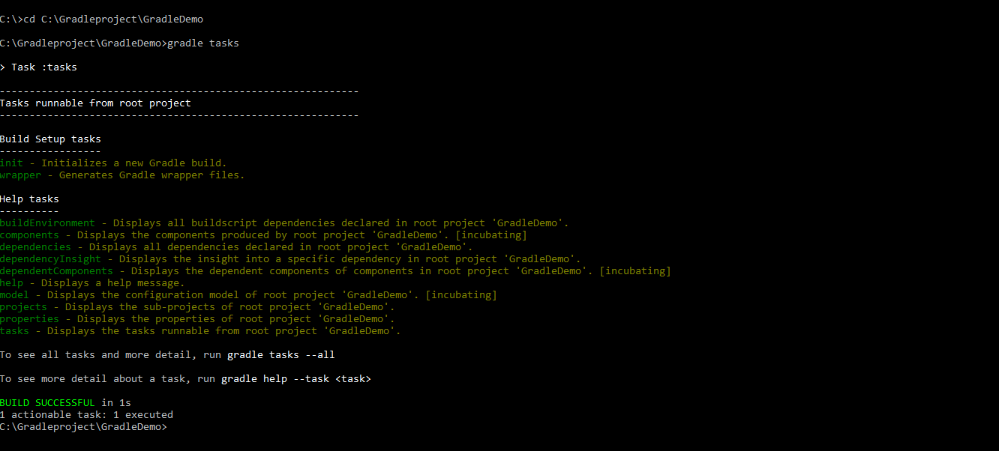 C:\>cd C:\Gradleproject\GradleDemo
C:\Gradleproject\GradleDemo>gradle tasks
> Task :tasks
------------------------------------------------------------
Tasks runnable from root project
------------------------------------------------------------
Build Setup tasks
-----------------
init - Initializes a new Gradle build.
wrapper - Generates Gradle wrapper files.
Help tasks
----------
buildEnvironment - Displays all buildscript dependencies declared in root project 'GradleDemo'.
components - Displays the components produced by root project 'GradleDemo'. [incubating]
dependencies - Displays all dependencies declared in root project 'GradleDemo'.
dependencyInsight - Displays the insight into a specific dependency in root project 'GradleDemo'.
dependentComponents - Displays the dependent components of components in root project 'GradleDemo'. [incubating]
help - Displays a help message.
model - Displays the configuration model of root project 'GradleDemo'. [incubating]
projects - Displays the sub-projects of root project 'GradleDemo'.
properties - Displays the properties of root project 'GradleDemo'.
tasks - Displays the tasks runnable from root project 'GradleDemo'.
To see all tasks and more detail, run gradle tasks --all
To see more detail about a task, run gradle help --task <task>
BUILD SUCCESSFUL in 1s
1 actionable task: 1 executed
C:\Gradleproject\GradleDemo>